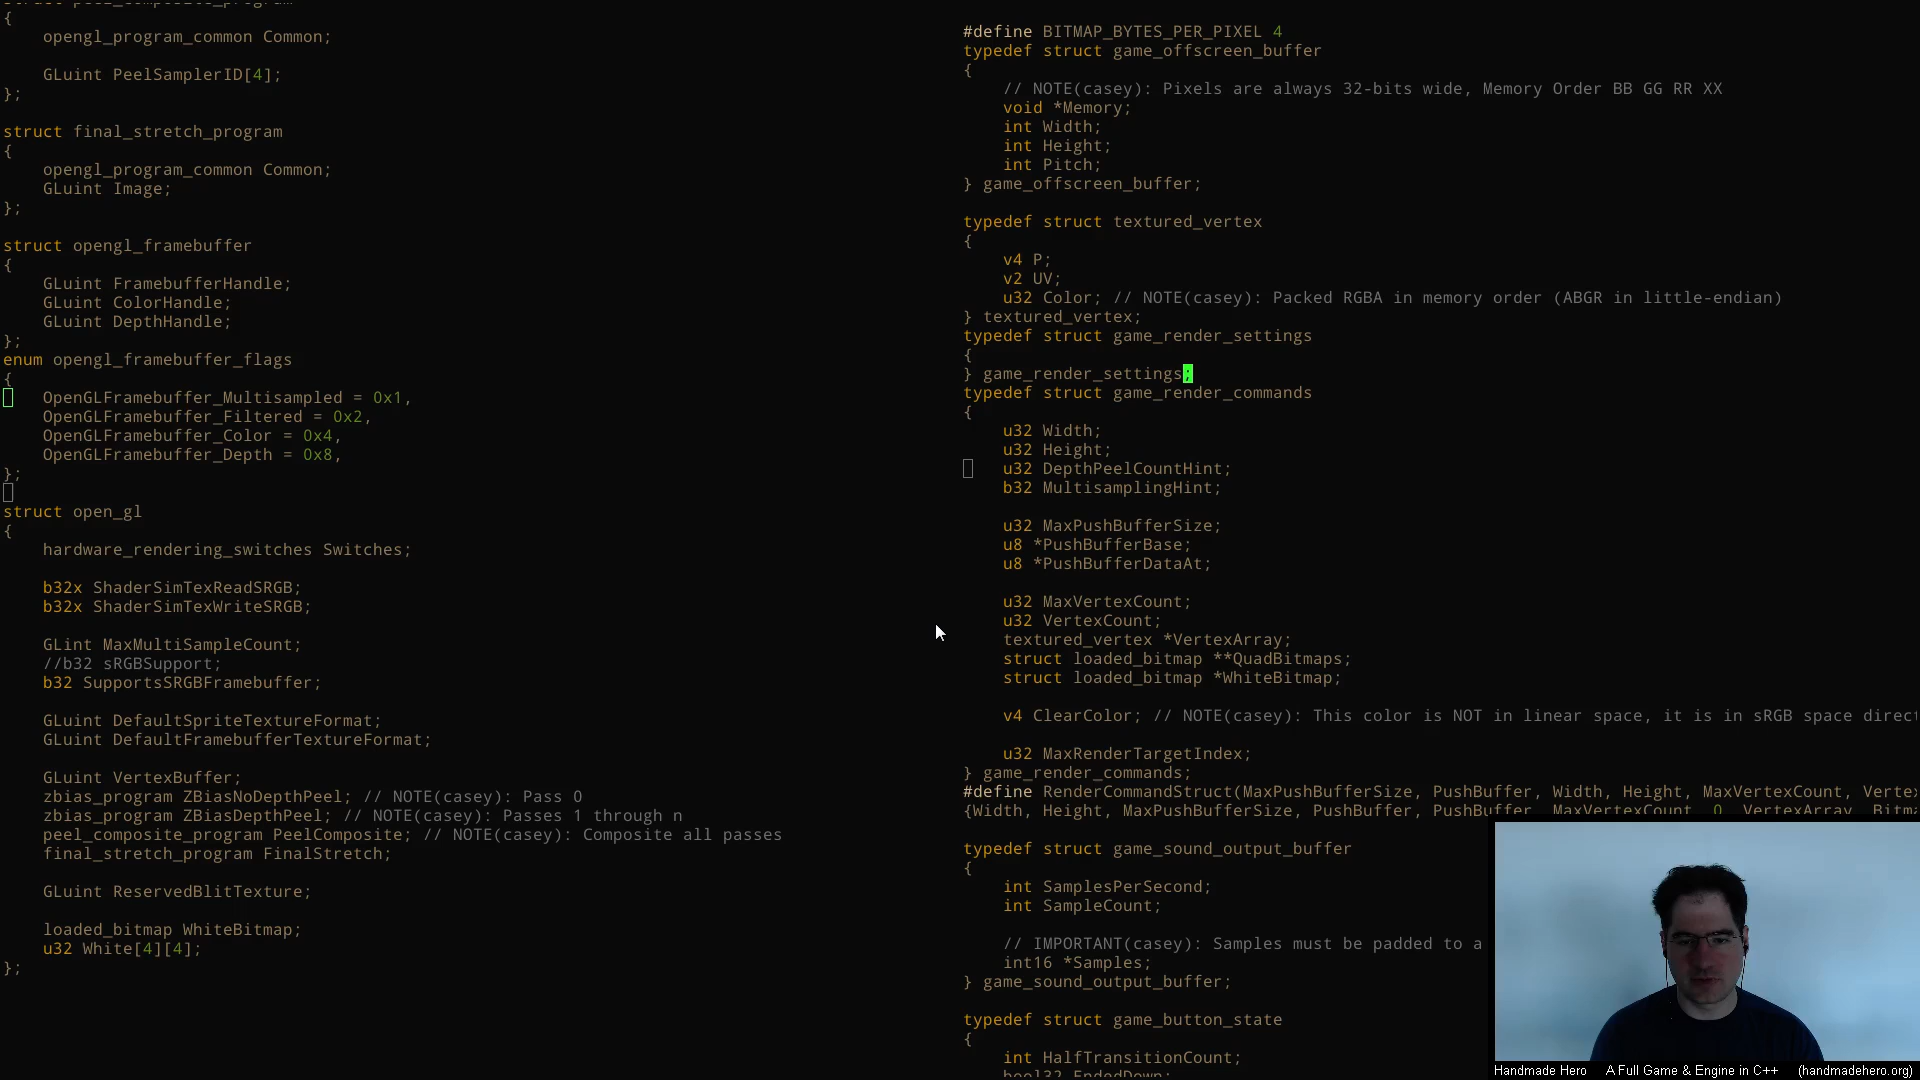 {
opengl_program_common Common;
GLuint PeelSamplerID[4];
};
struct final_stretch_program
{
opengl_program_common Common;
GLuint Image;
};
struct opengl_framebuffer
{
GLuint FramebufferHandle;
GLuint ColorHandle;
GLuint DepthHandle;
};
enum opengl_framebuffer_flags
{
OpenGLFramebuffer_Multisampled = 0x1,
OpenGLFramebuffer_Filtered = 0x2,
OpenGLFramebuffer_Color = 0x4,
OpenGLFramebuffer_Depth = 0x8,
};
struct open_gl
{
hardware_rendering_switches Switches;
b32x ShaderSimTexReadSRGB;
b32x ShaderSimTexWriteSRGB;
GLint MaxMultiSampleCount;
//b32 sRGBSupport;
b32 SupportsSRGBFramebuffer;
GLuint DefaultSpriteTextureFormat;
GLuint DefaultFramebufferTextureFormat;
GLuint VertexBuffer;
zbias_program ZBiasNoDepthPeel; // NOTE(casey): Pass 0
zbias_program ZBiasDepthPeel; // NOTE(casey): Passes 1 through n
peel_composite_program PeelComposite; // NOTE(casey): Composite all passes
final_stretch_program FinalStretch;
GLuint ReservedBlitTexture;
loaded_bitmap WhiteBitmap;
u32 White[4][4];
};
#define BITMAP_BYTES_PER_PIXEL 4
typedef struct game_offscreen_buffer
{
// NOTE(casey): Pixels are always 32-bits wide, Memory Order BB GG RR XX
void *Memory;
int Width;
int Height;
int Pitch;
} game_offscreen_buffer;
typedef struct textured_vertex
{
v4 P;
v2 UV;
u32 Color; // NOTE(casey): Packed RGBA in memory order (ABGR in little-endian)
} textured_vertex;
typedef struct game_render_settings
{
} game_render_settings;
typedef struct game_render_commands
{
u32 Width;
u32 Height;
u32 DepthPeelCountHint;
b32 MultisamplingHint;
u32 MaxPushBufferSize;
u8 *PushBufferBase;
u8 *PushBufferDataAt;
u32 MaxVertexCount;
u32 VertexCount;
textured_vertex *VertexArray;
struct loaded_bitmap **QuadBitmaps;
struct loaded_bitmap *WhiteBitmap;
v4 ClearColor; // NOTE(casey): This color is NOT in linear space, it is in sRGB space direct
u32 MaxRenderTargetIndex;
} game_render_commands;
#define RenderCommandStruct(MaxPushBufferSize, PushBuffer, Width, Height, MaxVertexCount, Verte
{Width, Height, MaxPushBufferSize, PushBuffer, PushBuffer, MaxVertexCount, 0, VertexArray, Bitm
typedef struct game_sound_output_buffer
{
int SamplesPerSecond;
int SampleCount;
// IMPORTANT(casey): Samples must be padded to a
int16 *Samples;
} game_sound_output_buffer;
typedef struct game_button_state
{
int HalfTransitionCount;
bool32 EndedDown;
Handmade Hero A Full Game & Engine in C++ (handmadehero.org)